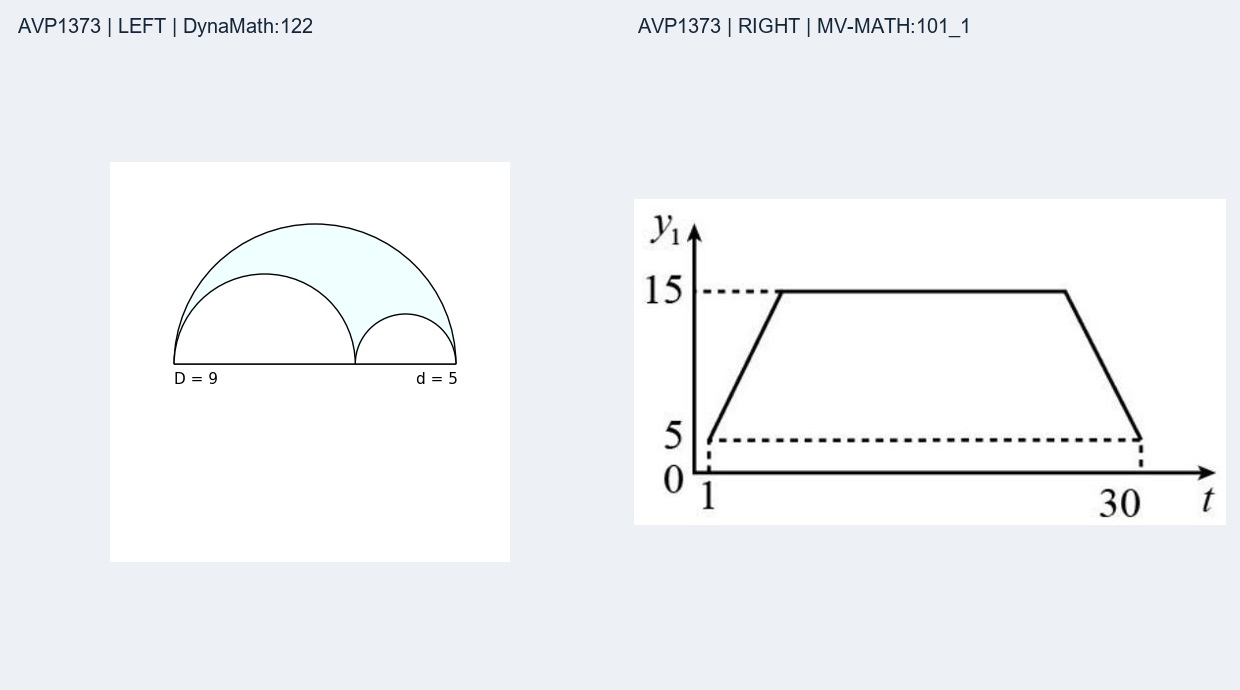 AVP1373 | LEFT | DynaMath:122
D = 9
d = 5
AVP1373 | RIGHT | MV-MATH:101_1
y₁
15
5
0
1
30
t